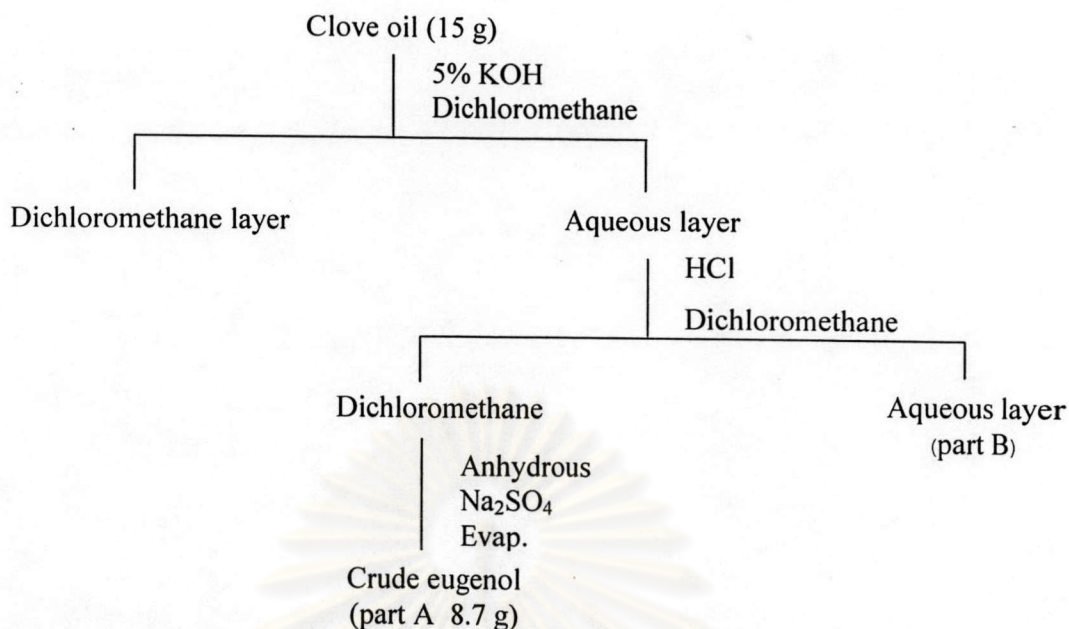 Clove oil (15 g)
5% KOH
Dichloromethane
Dichloromethane layer
Aqueous layer
HCl
Dichloromethane
Dichloromethane
Aqueous layer
(part B)
Anhydrous
Na₂SO₄
Evap.
Crude eugenol
(part A 8.7 g)